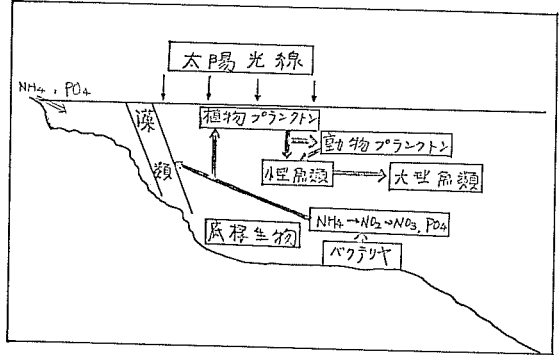 太陽光線
NH4, PO4
藻類
植物プランクトン
動物プランクトン
小型魚類
大型魚類
NH4→NO2→NO3, PO4
底棲生物
バクテリヤ